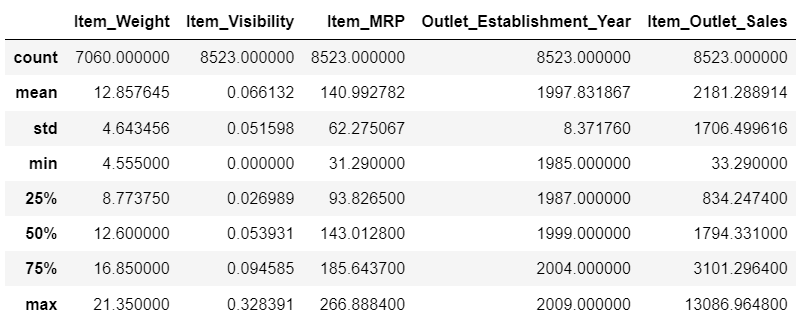 Item_Weight Item_Visibility Item_MRP Outlet_Establishment_Year Item_Outlet_Sales
count 7060.000000 8523.000000 8523.000000 8523.000000 8523.000000
mean 12.857645 0.066132 140.992782 1997.831867 2181.288914
std 4.643456 0.051598 62.275067 8.371760 1706.499616
min 4.555000 0.000000 31.290000 1985.000000 33.290000
25% 8.773750 0.026989 93.826500 1987.000000 834.247400
50% 12.600000 0.053931 143.012800 1999.000000 1794.331000
75% 16.850000 0.094585 185.643700 2004.000000 3101.296400
max 21.350000 0.328391 266.888400 2009.000000 13086.964800